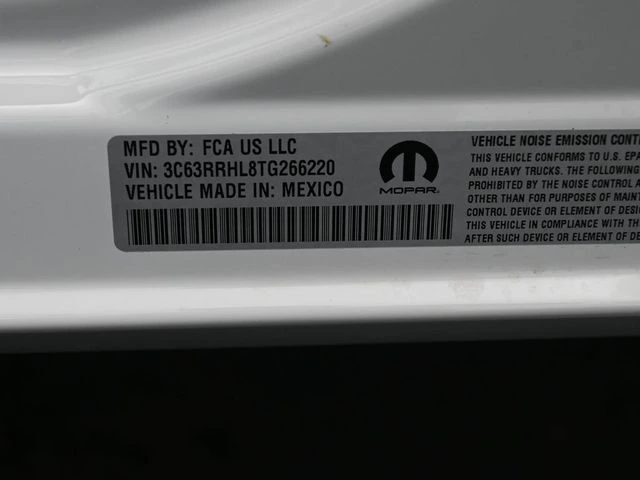 MFD BY: FCA US LLC
VIN: 3C63RRHL8TG266220
VEHICLE MADE IN: MEXICO
MOPAR
VEHICLE NOISE EMISSION CONT
THIS VEHICLE CONFORMS TO U.S. EPA
AND HEAVY TRUCKS. THE FOLLOWING
PROHIBITED BY THE NOISE CONTROL A
OTHER THAN FOR PURPOSES OF MAINT
CONTROL DEVICE OR ELEMENT OF DESIGN
THIS VEHICLE IN COMPLIANCE WITH THE
AFTER SUCH DEVICE OR ELEMENT OF DE